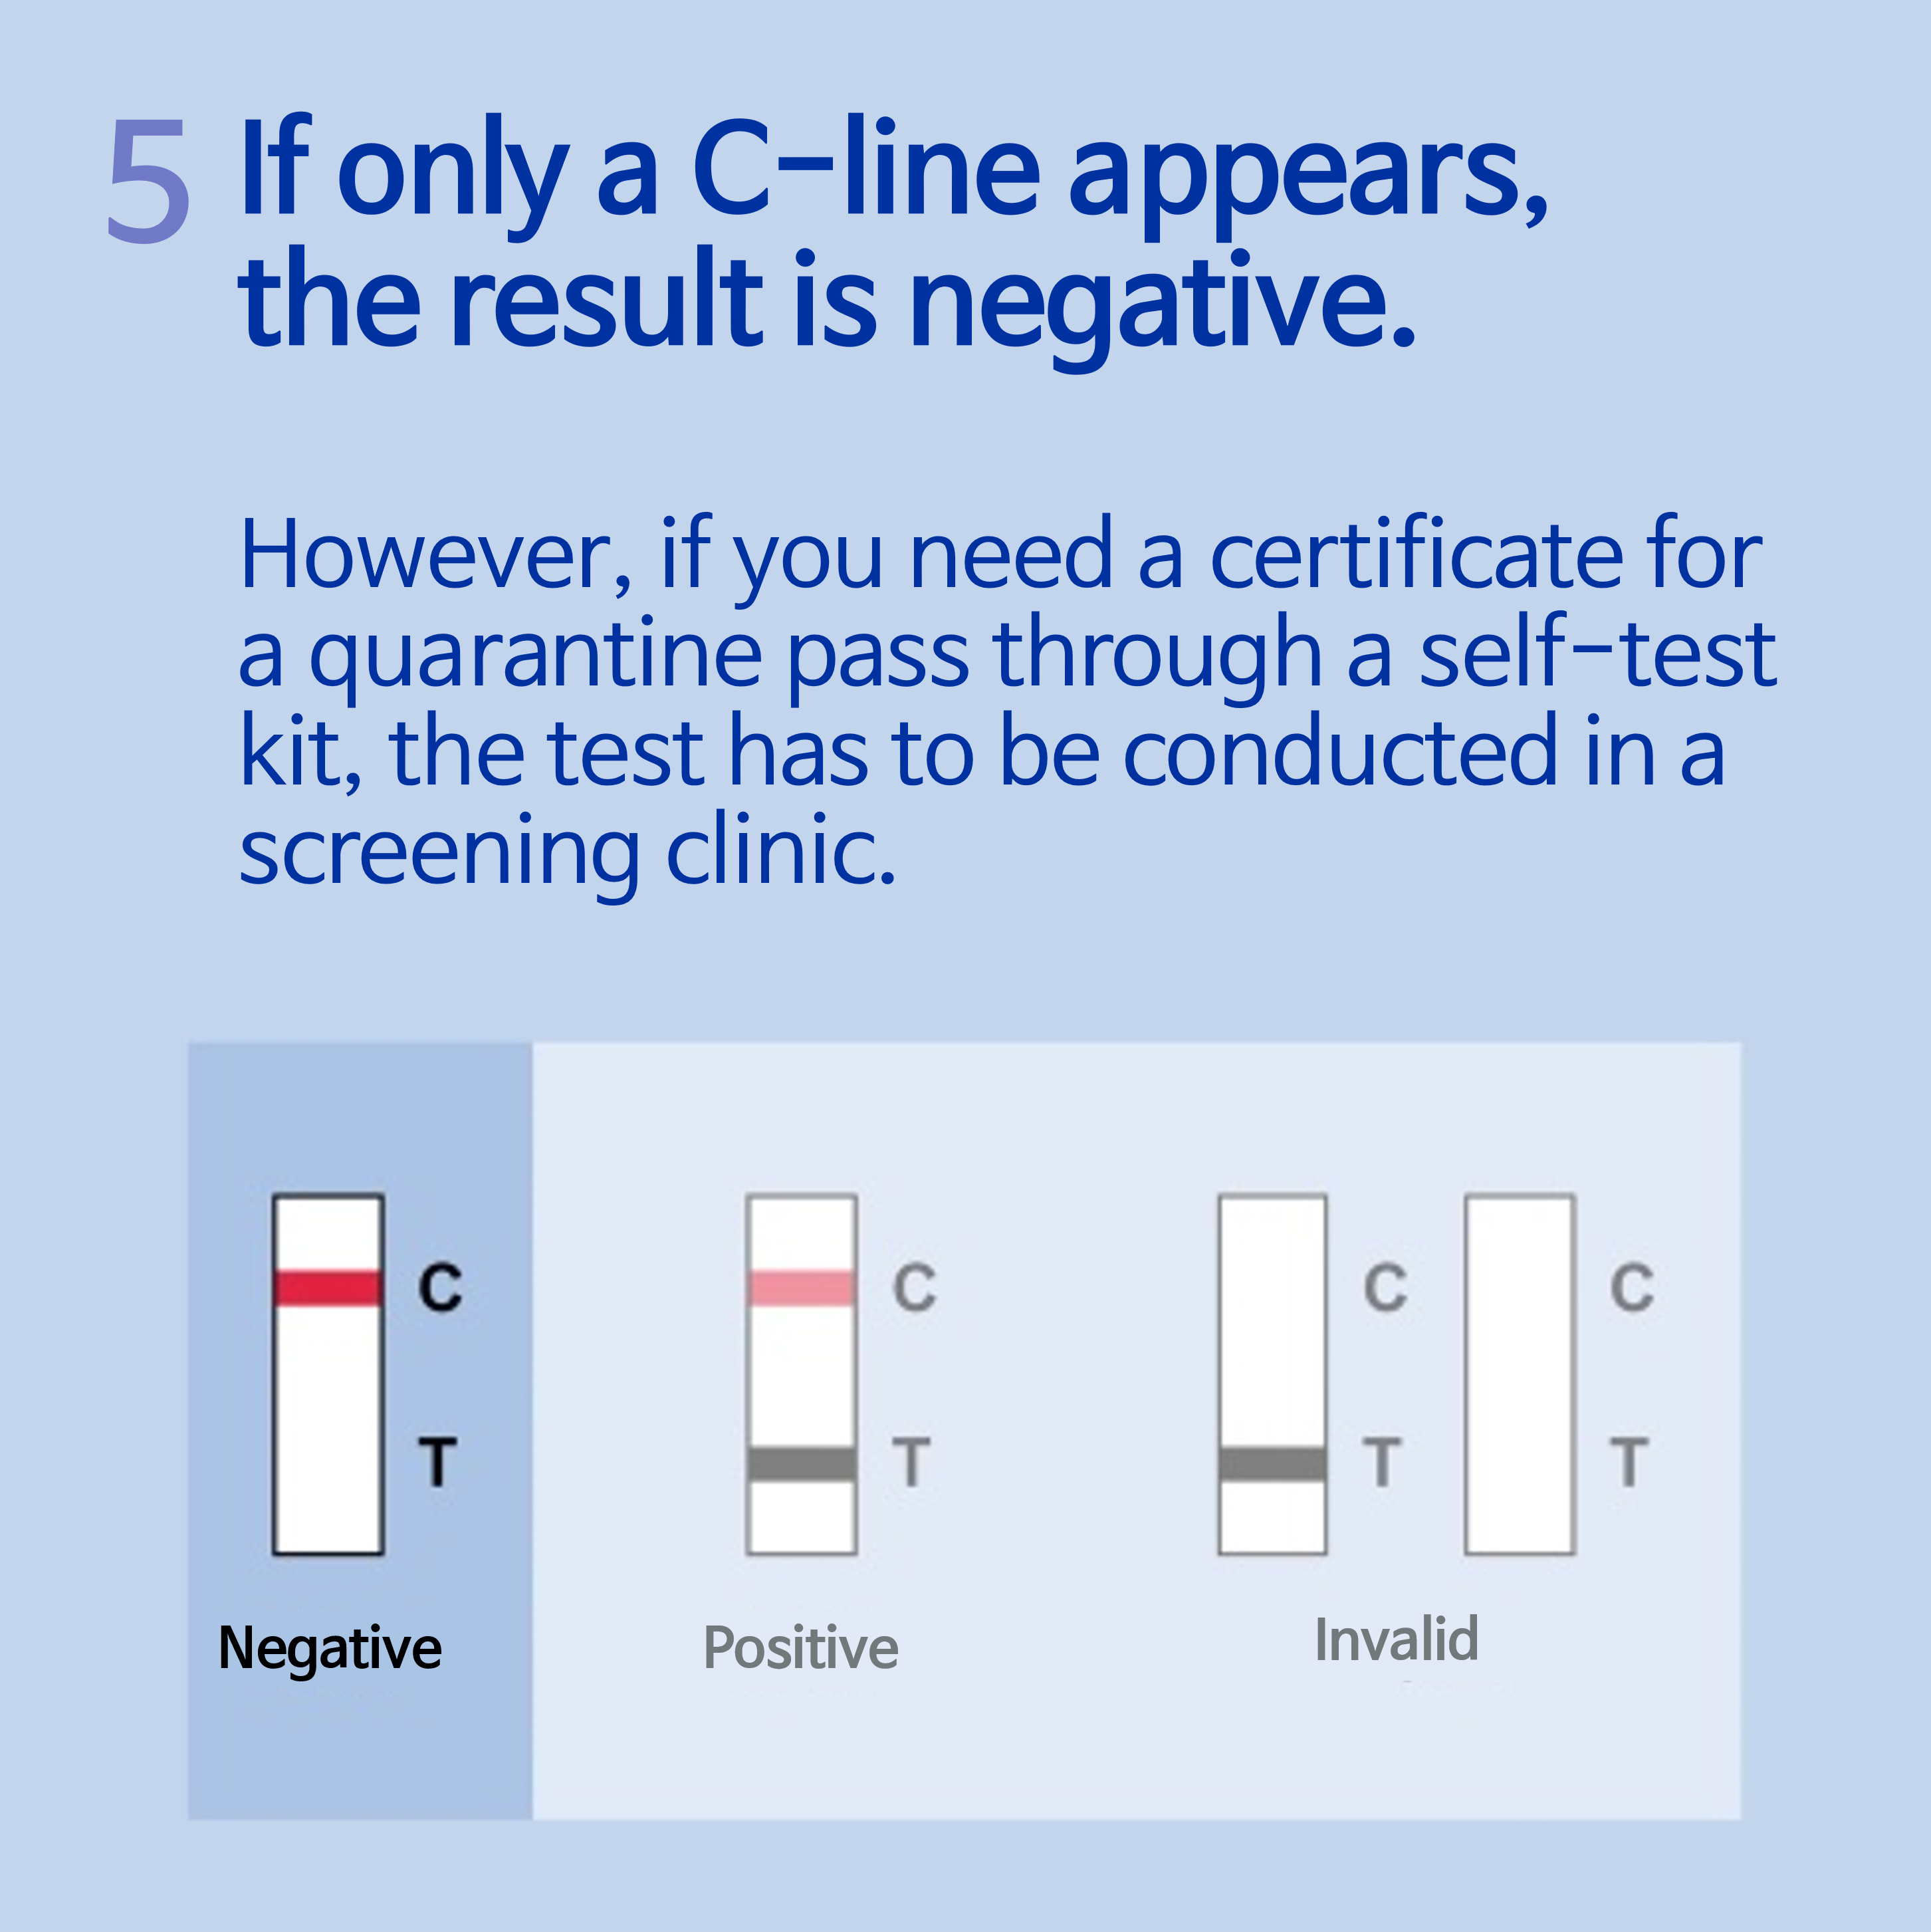 5 If only a C-line appears,
the result is negative.
However, if you need a certificate for
a quarantine pass through a self-test
kit, the test has to be conducted in a
screening clinic.
C C C C
T T T T
Negative Positive Invalid